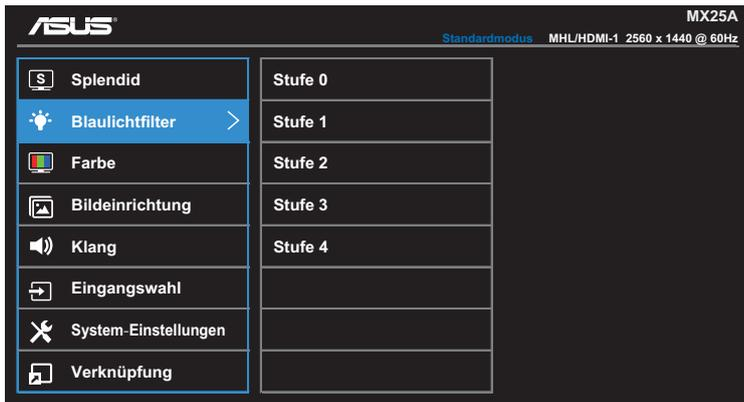 ASUS
MX25A
Standardmodus MHL/HDMI-1 2560 x 1440 @ 60Hz
S Splendid
Stufe 0
Blaulichtfilter
Stufe 1
Farbe
Stufe 2
Bildeinrichtung
Stufe 3
Klang
Stufe 4
Eingangswahl
System-Einstellungen
Verknüpfung